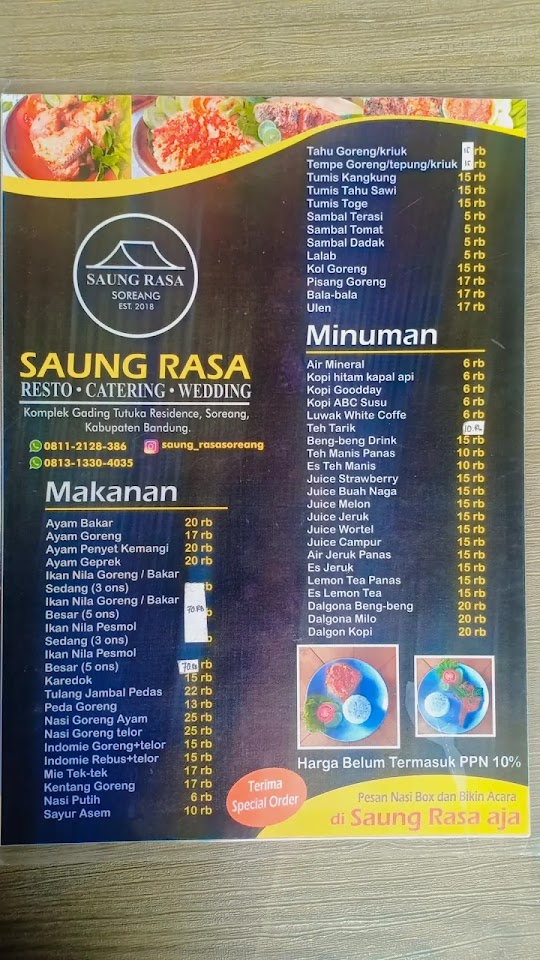 SAUNG RASA
SOREANG
EST. 2018
SAUNG RASA
RESTO • CATERING • WEDDING
Komplek Gading Tutuka Residence, Soreang,
Kabupaten Bandung.
0811-2128-386 saung_rasasoreang
0813-1330-4035
Makanan
Ayam Bakar 20 rb
Ayam Goreng 17 rb
Ayam Penyet Kemangi 20 rb
Ayam Geprek 20 rb
Ikan Nila Goreng / Bakar
Sedang (3 ons) rb
Ikan Nila Goreng / Bakar
Besar (5 ons) 70.RB
Ikan Nila Pesmol
Sedang (3 ons)
Ikan Nila Pesmol
Besar (5 ons) rb
Karedok 15 rb
Tulang Jambal Pedas 22 rb
Peda Goreng 13 rb
Nasi Goreng Ayam 25 rb
Nasi Goreng telor 25 rb
Indomie Goreng+telor 15 rb
Indomie Rebus+telor 15 rb
Mie Tek-tek 17 rb
Kentang Goreng 17 rb
Nasi Putih 6 rb
Sayur Asem 10 rb
Terima
Special Order
Tahu Goreng/kriuk 15 rb
Tempe Goreng/tepung/kriuk 15 rb
Tumis Kangkung 15 rb
Tumis Tahu Sawi 15 rb
Tumis Toge 15 rb
Sambal Terasi 5 rb
Sambal Tomat 5 rb
Sambal Dadak 5 rb
Lalab 5 rb
Kol Goreng 15 rb
Pisang Goreng 17 rb
Bala-bala 17 rb
Ulen 17 rb
Minuman
Air Mineral 6 rb
Kopi hitam kapal api 6 rb
Kopi Goodday 6 rb
Kopi ABC Susu 6 rb
Luwak White Coffe 6 rb
Teh Tarik 10.
Beng-beng Drink 15 rb
Teh Manis Panas 10 rb
Es Teh Manis 10 rb
Juice Strawberry 15 rb
Juice Buah Naga 15 rb
Juice Melon 15 rb
Juice Jeruk 15 rb
Juice Wortel 15 rb
Juice Campur 15 rb
Air Jeruk Panas 15 rb
Es Jeruk 15 rb
Lemon Tea Panas 15 rb
Es Lemon Tea 15 rb
Dalgona Beng-beng 20 rb
Dalgona Milo 20 rb
Dalgon Kopi 20 rb
Harga Belum Termasuk PPN 10%
Pesan Nasi Box dan Bikin Acara
di Saung Rasa aja